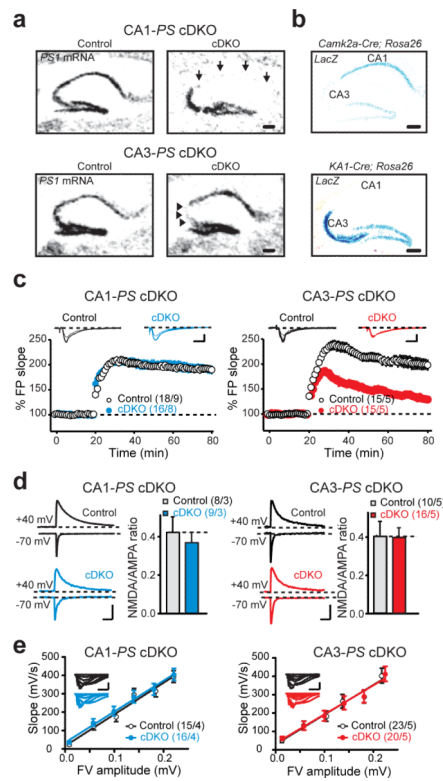 a
CA1-PS cDKO
Control
cDKO
PS1 mRNA
CA3-PS cDKO
Control
cDKO
PS1 mRNA
b
Camk2a-Cre; Rosa26
LacZ
CA1
CA3
KA1-Cre; Rosa26
LacZ
CA1
CA3
c
CA1-PS cDKO
Control
cDKO
% FP slope
250
200
150
100
Control (18/9)
cDKO (16/8)
0 20 40 60 80
Time (min)
CA3-PS cDKO
Control
cDKO
% FP slope
250
200
150
100
Control (15/5)
cDKO (15/5)
0 20 40 60 80
Time (min)
d
CA1-PS cDKO
Control
+40 mV
-70 mV
cDKO
+40 mV
-70 mV
NMDA/AMPA ratio
Control (8/3)
cDKO (9/3)
0.4
0.2
0.0
CA3-PS cDKO
Control
+40 mV
-70 mV
cDKO
+40 mV
-70 mV
NMDA/AMPA ratio
Control (10/5)
cDKO (16/5)
0.4
0.2
0.0
e
CA1-PS cDKO
Slope (mV/s)
500
400
300
200
100
0
Control (15/4)
cDKO (16/4)
0.0 0.1 0.2
FV amplitude (mV)
CA3-PS cDKO
Slope (mV/s)
500
400
300
200
100
0
Control (23/5)
cDKO (20/5)
0.0 0.1 0.2
FV amplitude (mV)